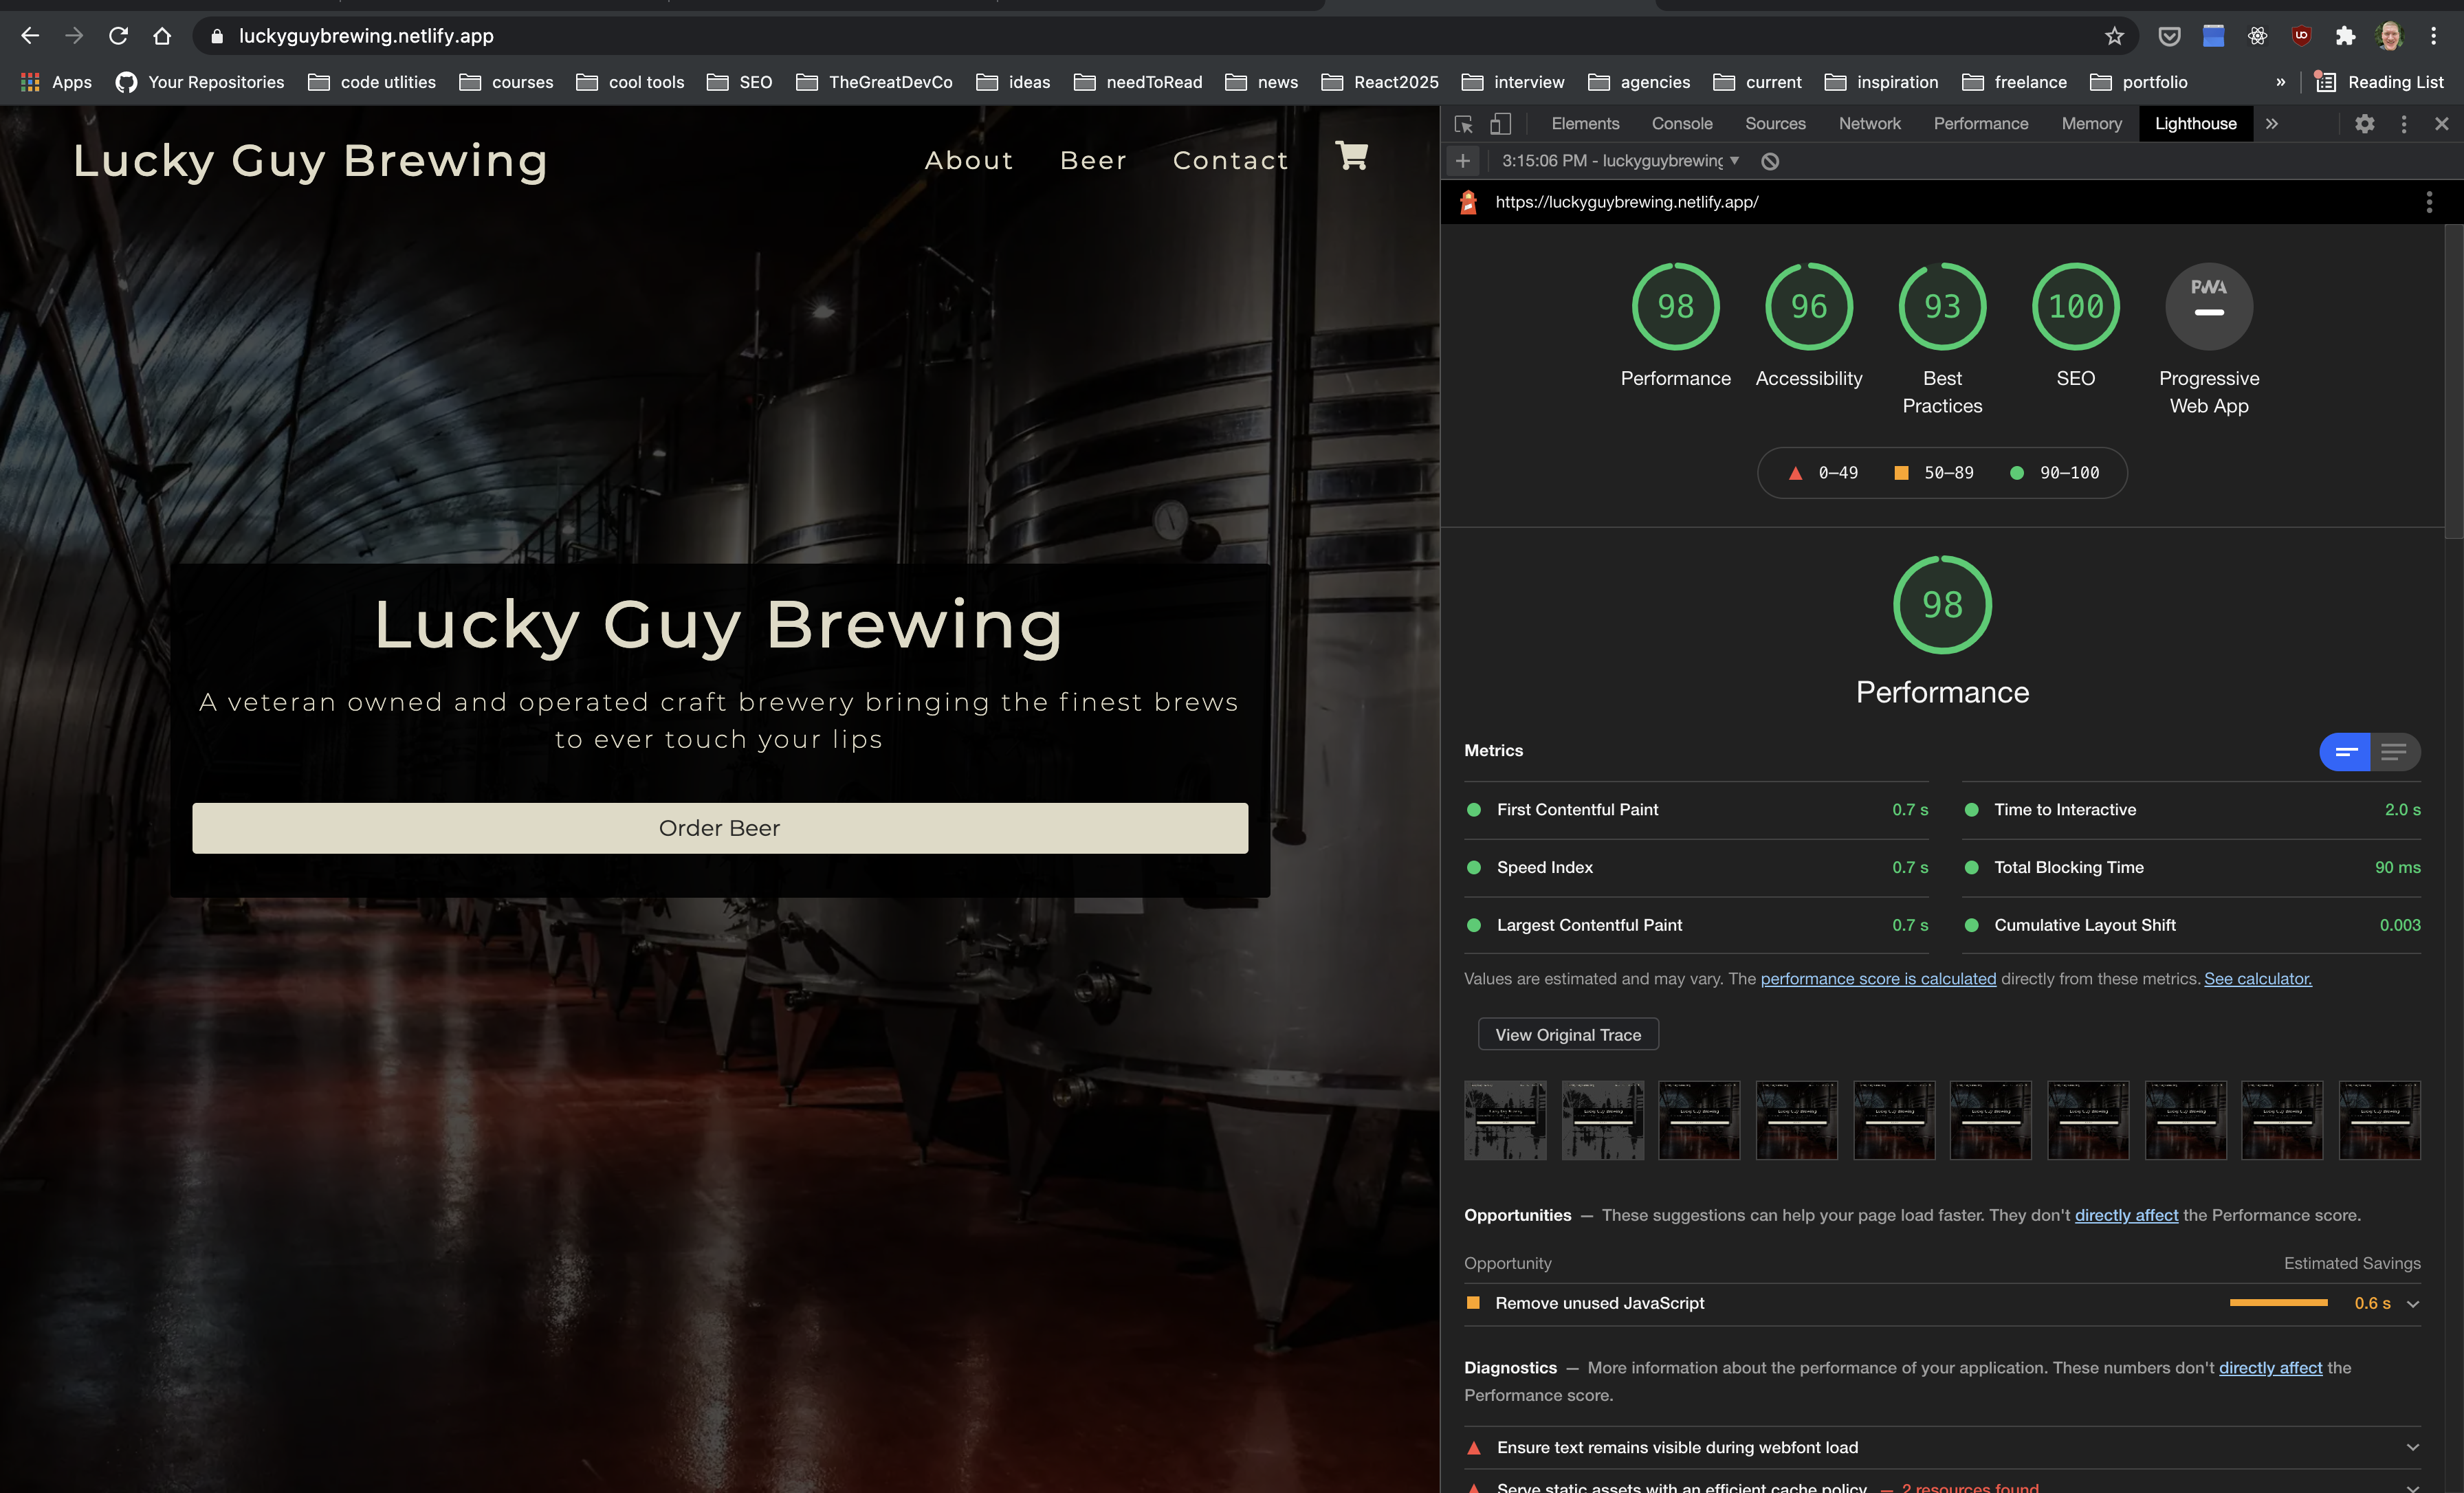 luckyguybrewing.netlify.app
Apps Your Repositories code utlities courses cool tools SEO TheGreatDevCo ideas needToRead news React2025 interview agencies current inspiration freelance portfolio » Reading List
Lucky Guy Brewing
About Beer Contact
Lucky Guy Brewing
A veteran owned and operated craft brewery bringing the finest brews
to ever touch your lips
Order Beer
Elements Console Sources Network Performance Memory Lighthouse »
3:15:06 PM - luckyguybrewing
https://luckyguybrewing.netlify.app/
98 96 93 100 PWA
Performance Accessibility Best Practices SEO Progressive Web App
0–49 50–89 90–100
98
Performance
Metrics
First Contentful Paint 0.7 s
Time to Interactive 2.0 s
Speed Index 0.7 s
Total Blocking Time 90 ms
Largest Contentful Paint 0.7 s
Cumulative Layout Shift 0.003
Values are estimated and may vary. The performance score is calculated directly from these metrics. See calculator.
View Original Trace
Opportunities — These suggestions can help your page load faster. They don't directly affect the Performance score.
Opportunity Estimated Savings
Remove unused JavaScript 0.6 s
Diagnostics — More information about the performance of your application. These numbers don't directly affect the
Performance score.
Ensure text remains visible during webfont load
Serve static assets with an efficient cache policy — 2 resources found